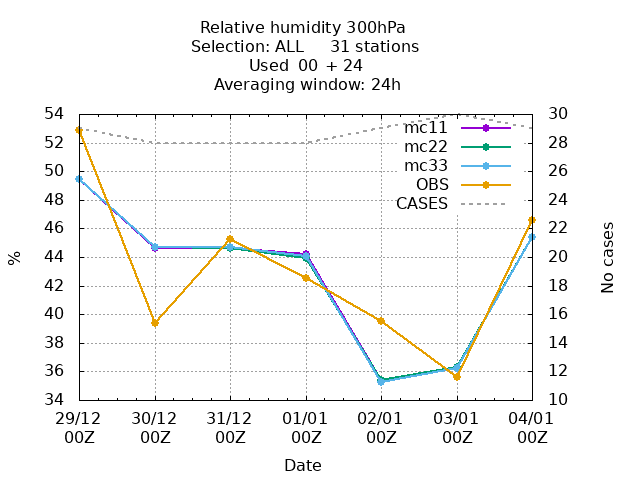 Relative humidity 300hPa
Selection: ALL     31 stations
Used  00  + 24
Averaging window: 24h
54 30
mc11
mc22
mc33
OBS
CASES
52 28
50 26
48 24
46 22
44 20
42 18
40 16
38 14
36 12
34 10
%
No cases
29/12 30/12 31/12 01/01 02/01 03/01 04/01
00Z 00Z 00Z 00Z 00Z 00Z 00Z
Date